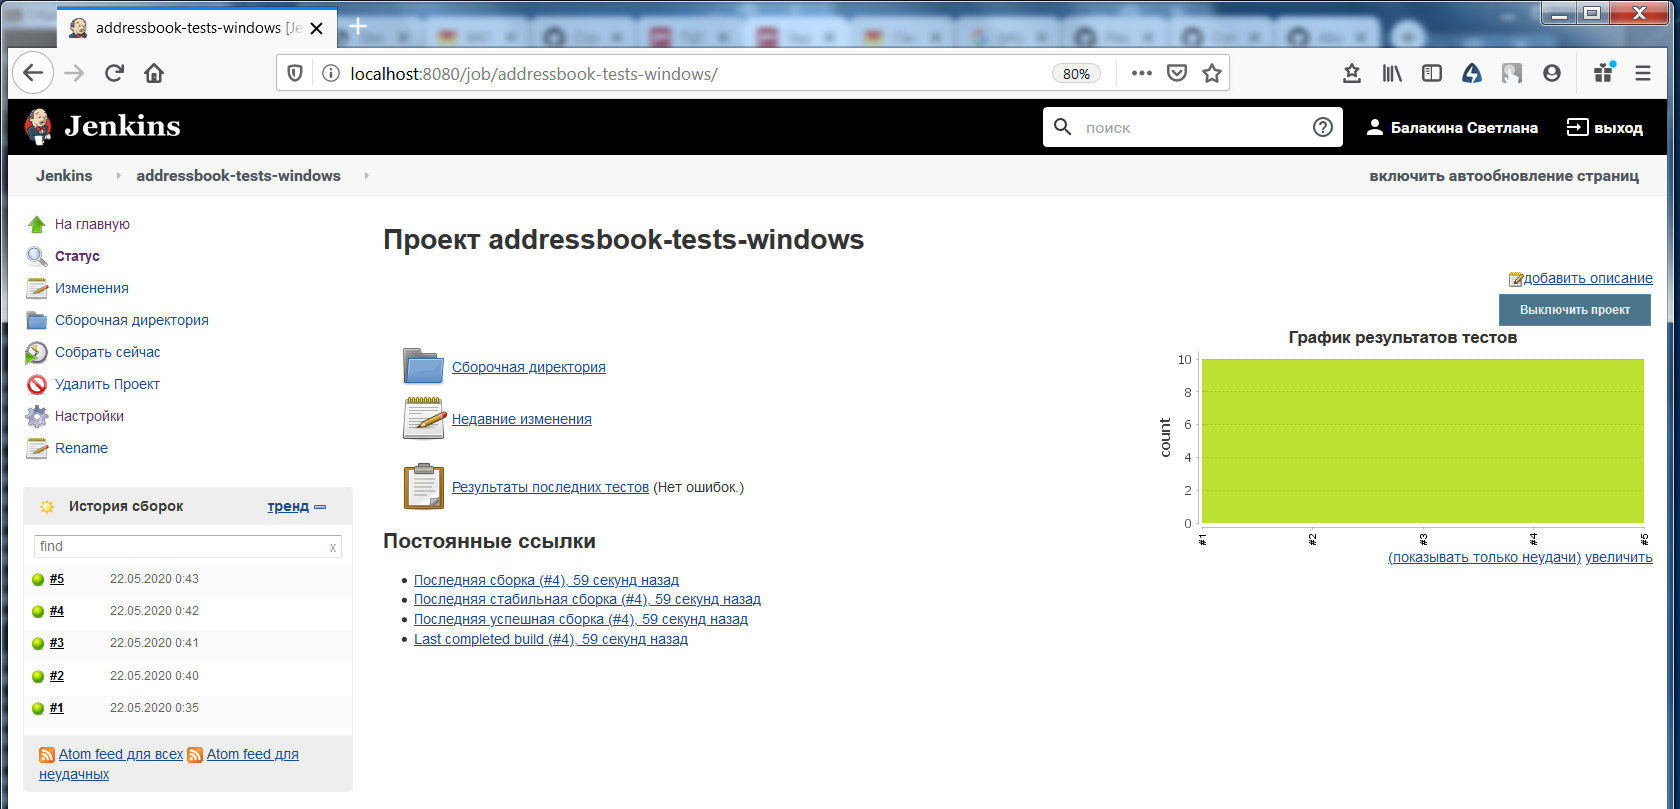 addressbook-tests-windows [Je
localhost:8080/job/addressbook-tests-windows/
80%
Jenkins
поиск
Балакина Светлана
выход
Jenkins
addressbook-tests-windows
включить автообновление страниц
На главную
Статус
Изменения
Сборочная директория
Собрать сейчас
Удалить Проект
Настройки
Rename
История сборок
тренд
find
x
#5 22.05.2020 0:43
#4 22.05.2020 0:42
#3 22.05.2020 0:41
#2 22.05.2020 0:40
#1 22.05.2020 0:35
Atom feed для всех Atom feed для
неудачных
Проект addressbook-tests-windows
добавить описание
Выключить проект
Сборочная директория
Недавние изменения
Результаты последних тестов (Нет ошибок.)
Постоянные ссылки
Последняя сборка (#4), 59 секунд назад
Последняя стабильная сборка (#4), 59 секунд назад
Последняя успешная сборка (#4), 59 секунд назад
Last completed build (#4), 59 секунд назад
График результатов тестов
count
10
8
6
4
2
0
#1 #2 #3 #4 #5
(показывать только неудачи) увеличить